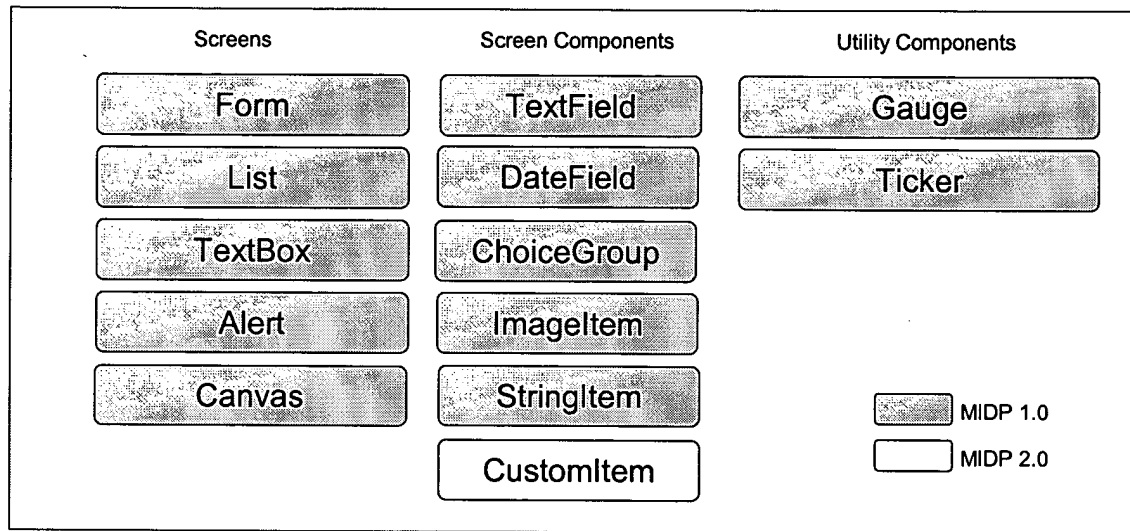 Screens
Form
List
TextBox
Alert
Canvas
Screen Components
TextField
DateField
ChoiceGroup
ImageItem
StringItem
CustomItem
Utility Components
Gauge
Ticker
MIDP 1.0
MIDP 2.0